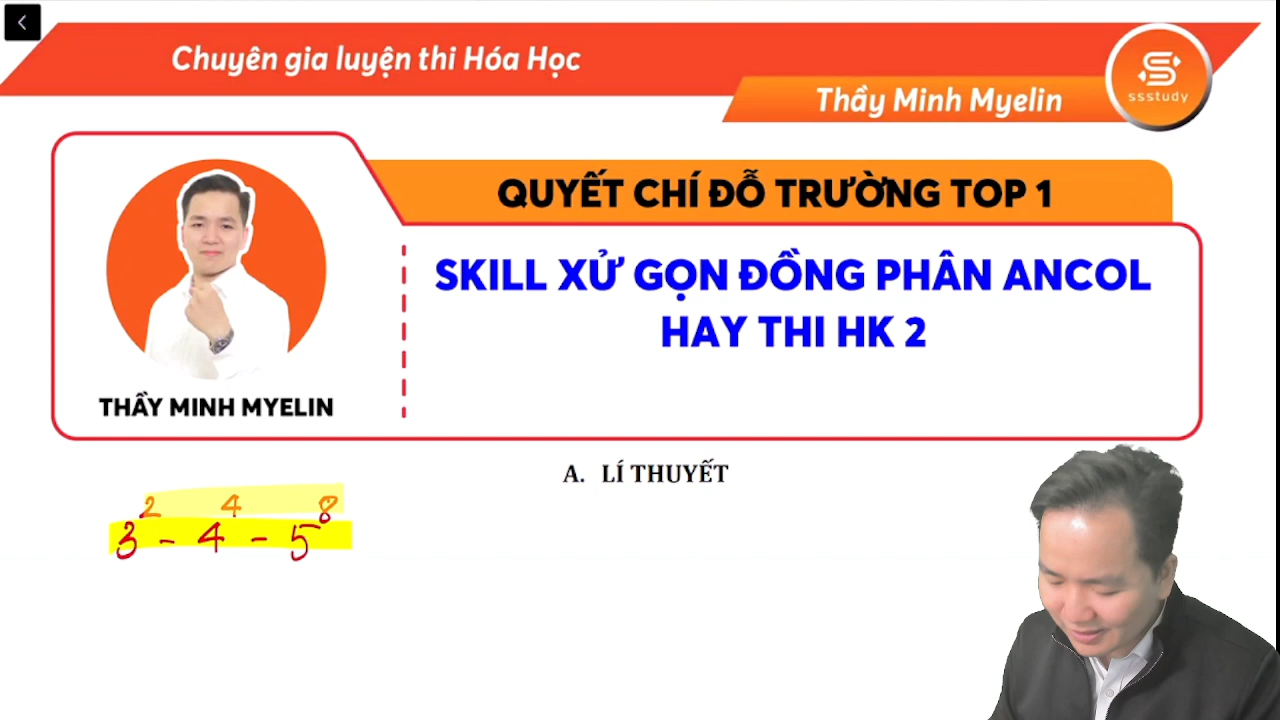 Chuyên gia luyện thi Hóa Học
Thầy Minh Myelin
ssstudy
QUYẾT CHÍ ĐỖ TRƯỜNG TOP 1
SKILL XỬ GỌN ĐỒNG PHÂN ANCOL
HAY THI HK 2
THẦY MINH MYELIN
A. LÍ THUYẾT
2 4 8
3 - 4 - 5